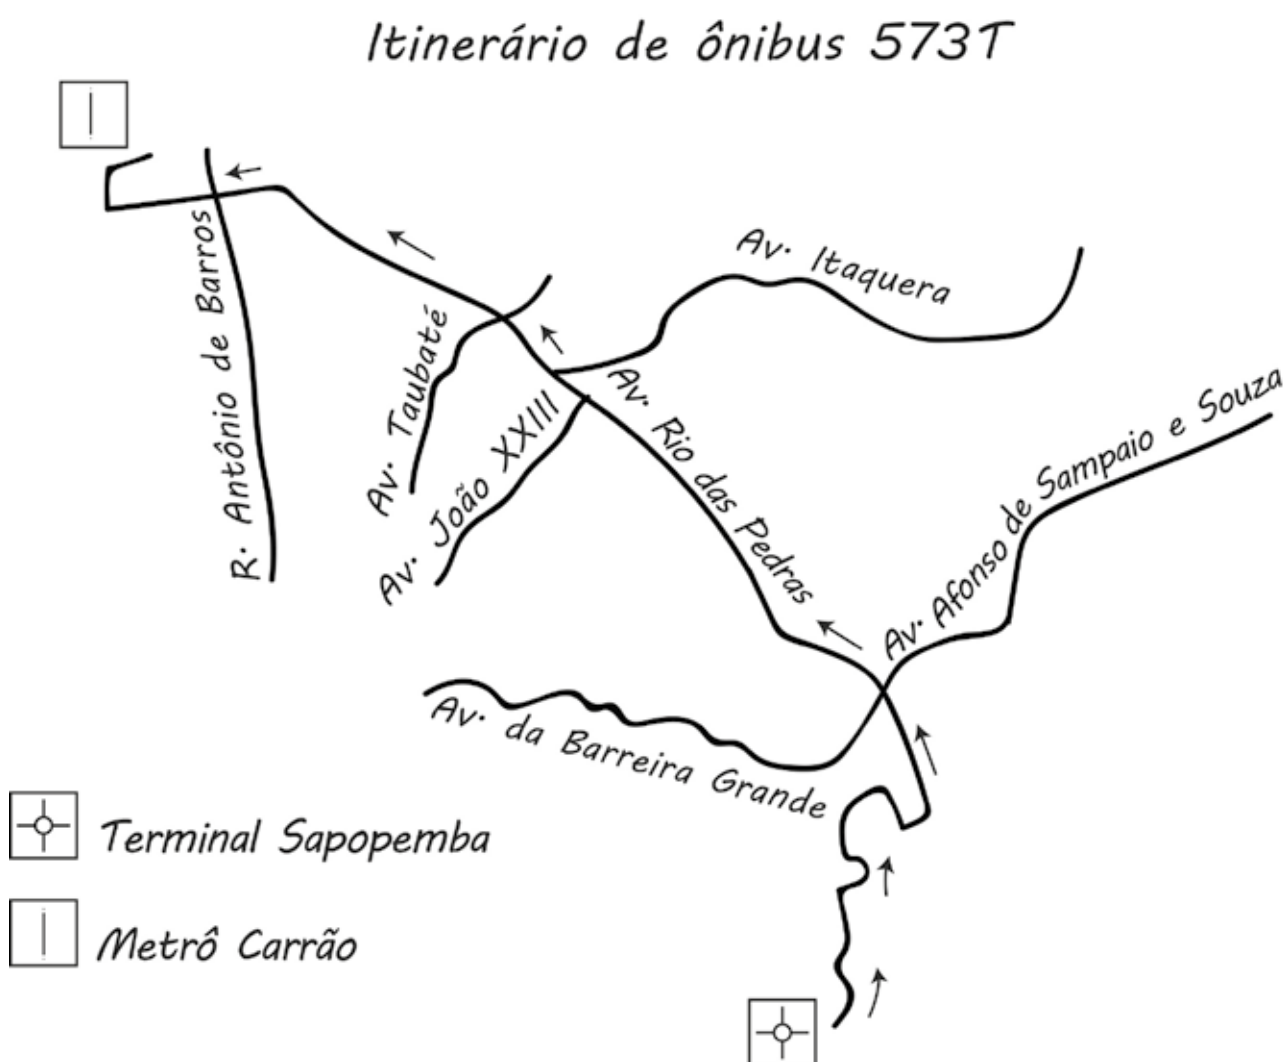 Itinerário de ônibus 573T
Av. Itaquera
R. Antônio de Barros
Av. Taubaté
Av. João XXIII
Av. Rio das Pedras
Av. Afonso de Sampaio e Souza
Av. da Barreira Grande
Terminal Sapopemba
Metrô Carrão